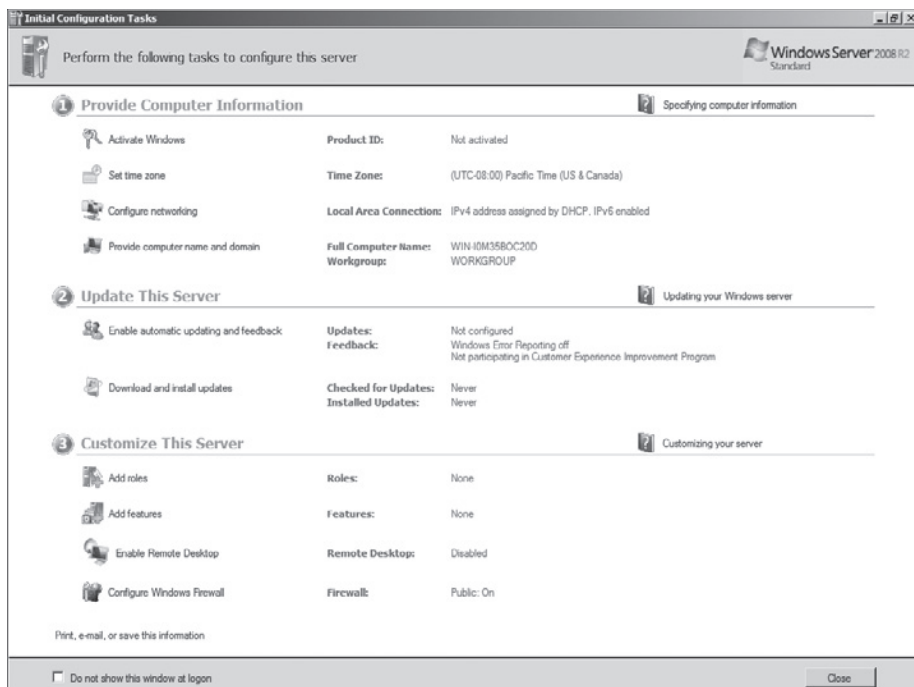 Initial Configuration Tasks
Perform the following tasks to configure this server
Windows Server 2008 R2
Standard
1 Provide Computer Information
Specifying computer information
Activate Windows Product ID: Not activated
Set time zone Time Zone: (UTC-08:00) Pacific Time (US & Canada)
Configure networking Local Area Connection: IPv4 address assigned by DHCP, IPv6 enabled
Provide computer name and domain Full Computer Name: WIN-I0M35BOC20D
Workgroup: WORKGROUP
2 Update This Server
Updating your Windows server
Enable automatic updating and feedback Updates: Not configured
Feedback: Windows Error Reporting off
Not participating in Customer Experience Improvement Program
Download and install updates Checked for Updates: Never
Installed Updates: Never
3 Customize This Server
Customizing your server
Add roles Roles: None
Add features Features: None
Enable Remote Desktop Remote Desktop: Disabled
Configure Windows Firewall Firewall: Public: On
Print, e-mail, or save this information
Do not show this window at logon
Close